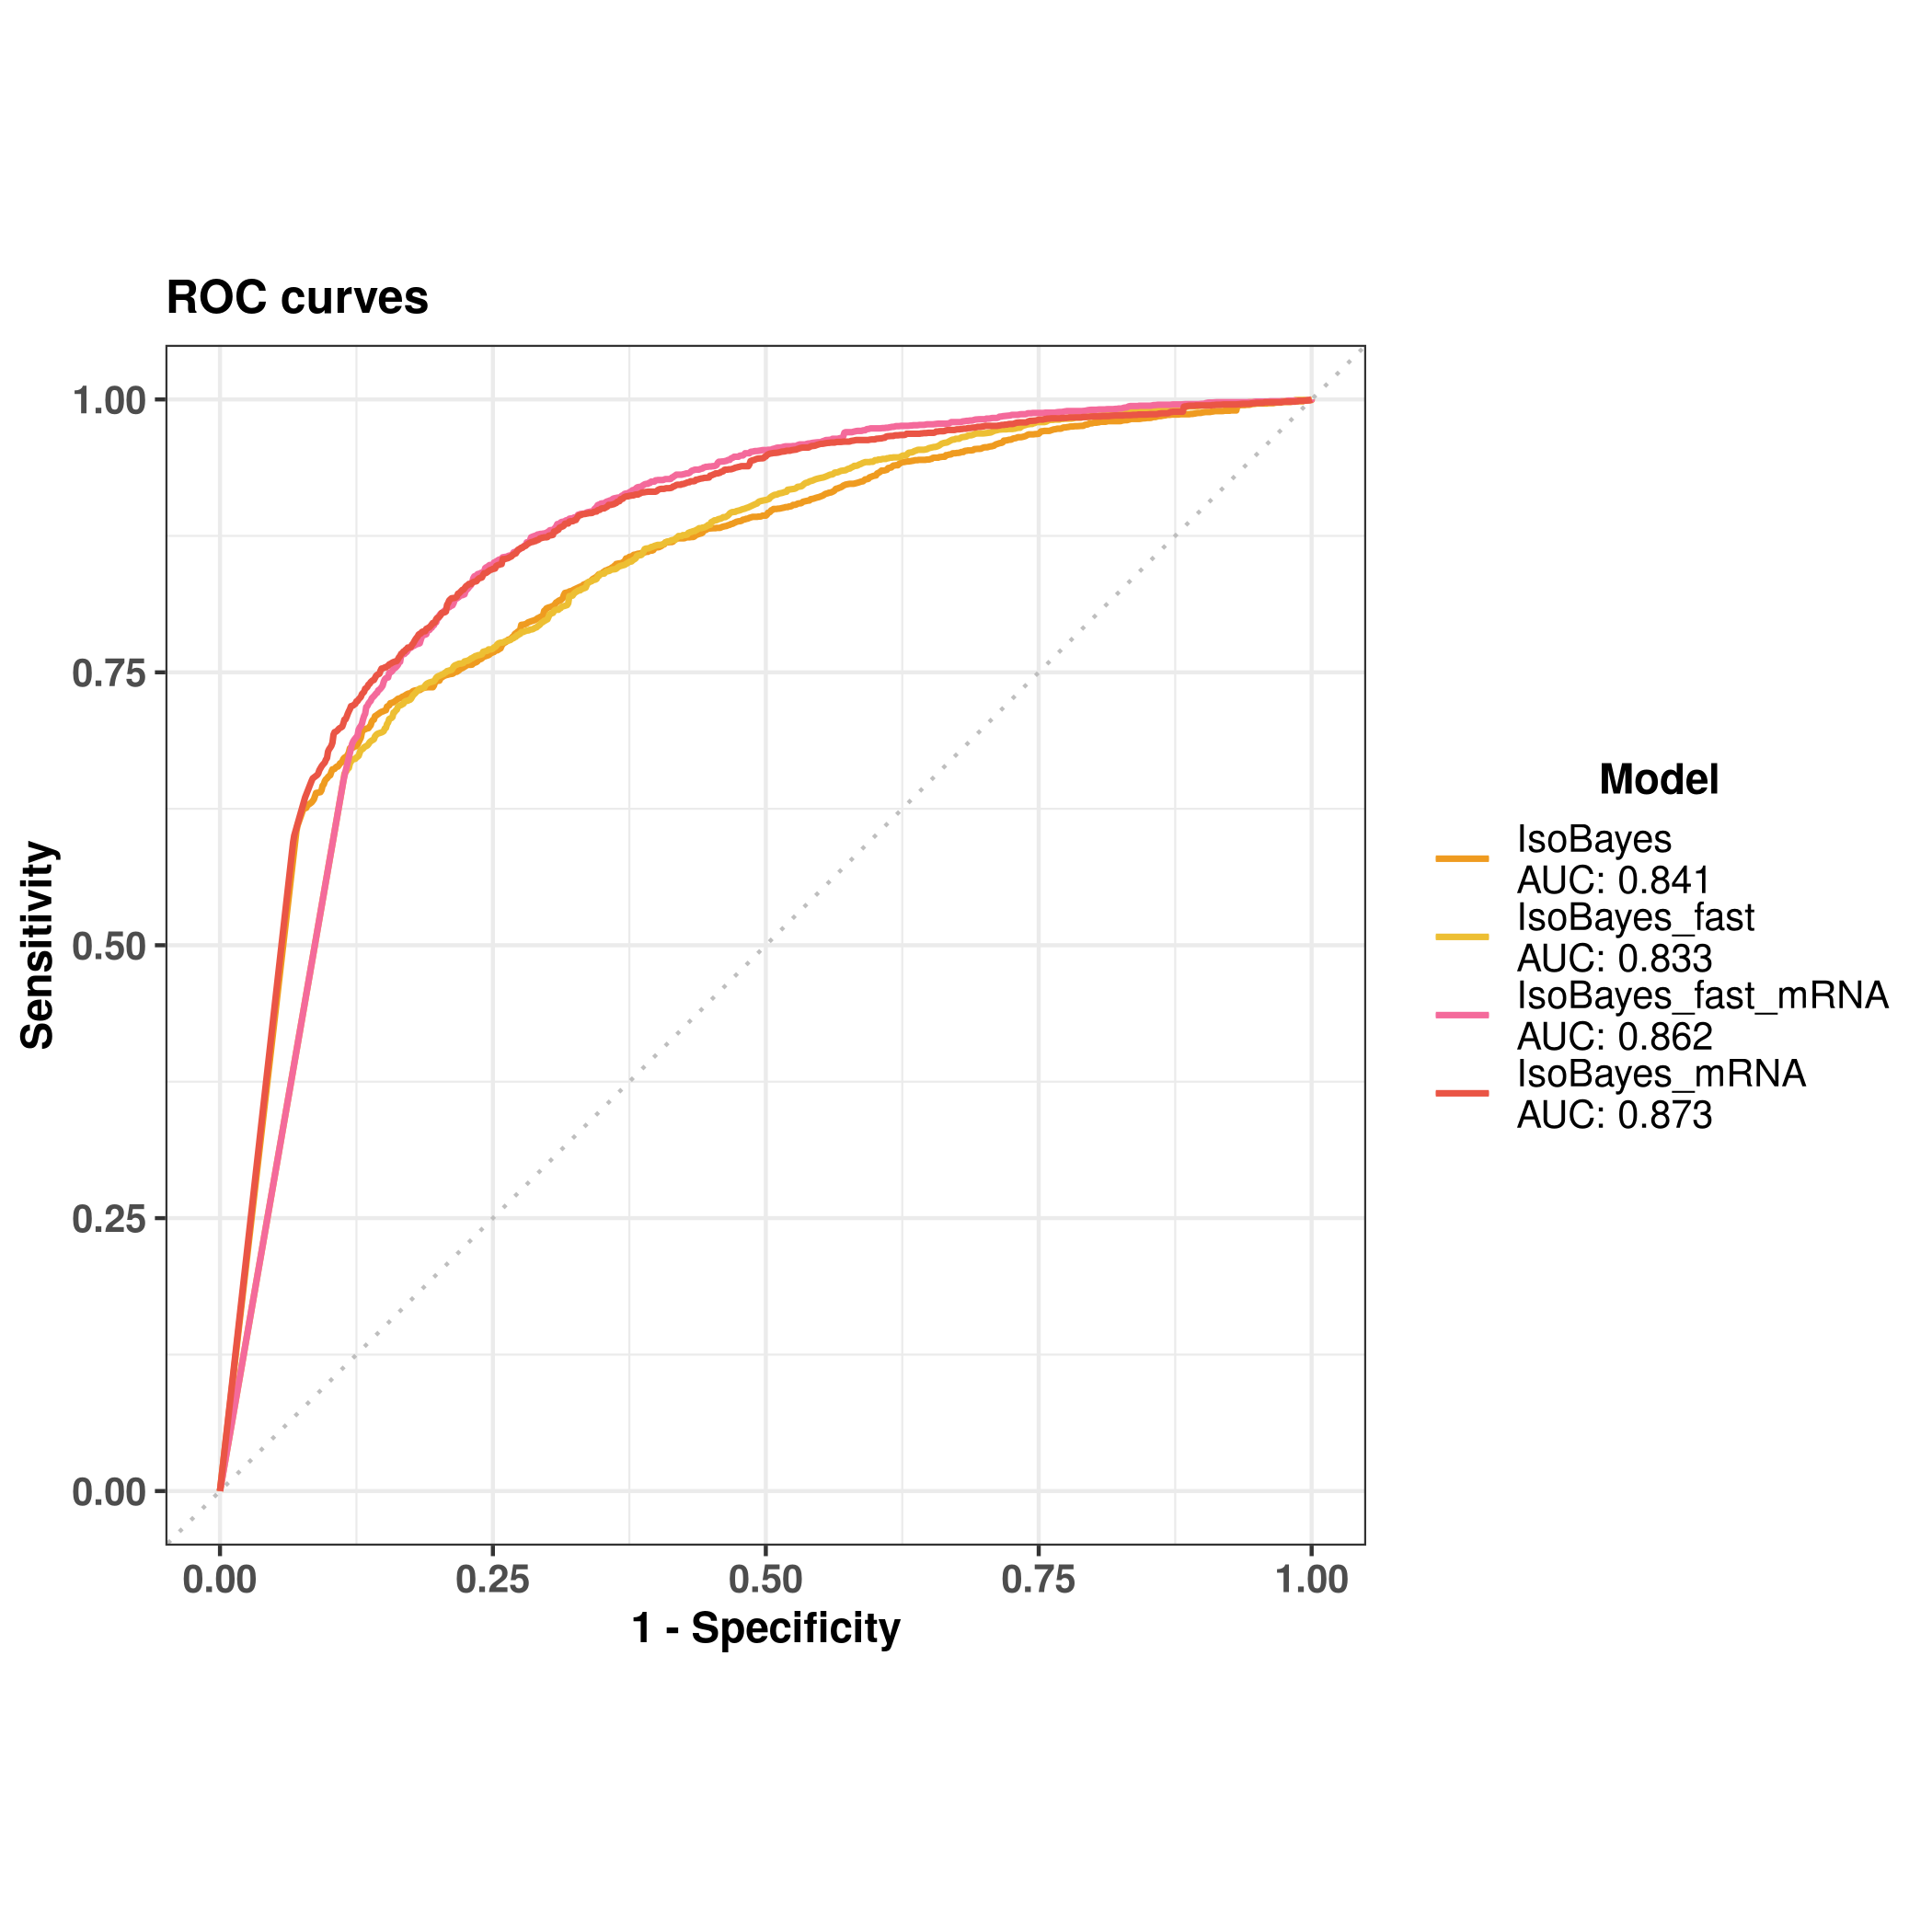 ROC curves
1.00
0.75
0.50
0.25
0.00
Sensitivity
0.00 0.25 0.50 0.75 1.00
1 - Specificity
Model
IsoBayes
AUC: 0.841
IsoBayes_fast
AUC: 0.833
IsoBayes_fast_mRNA
AUC: 0.862
IsoBayes_mRNA
AUC: 0.873